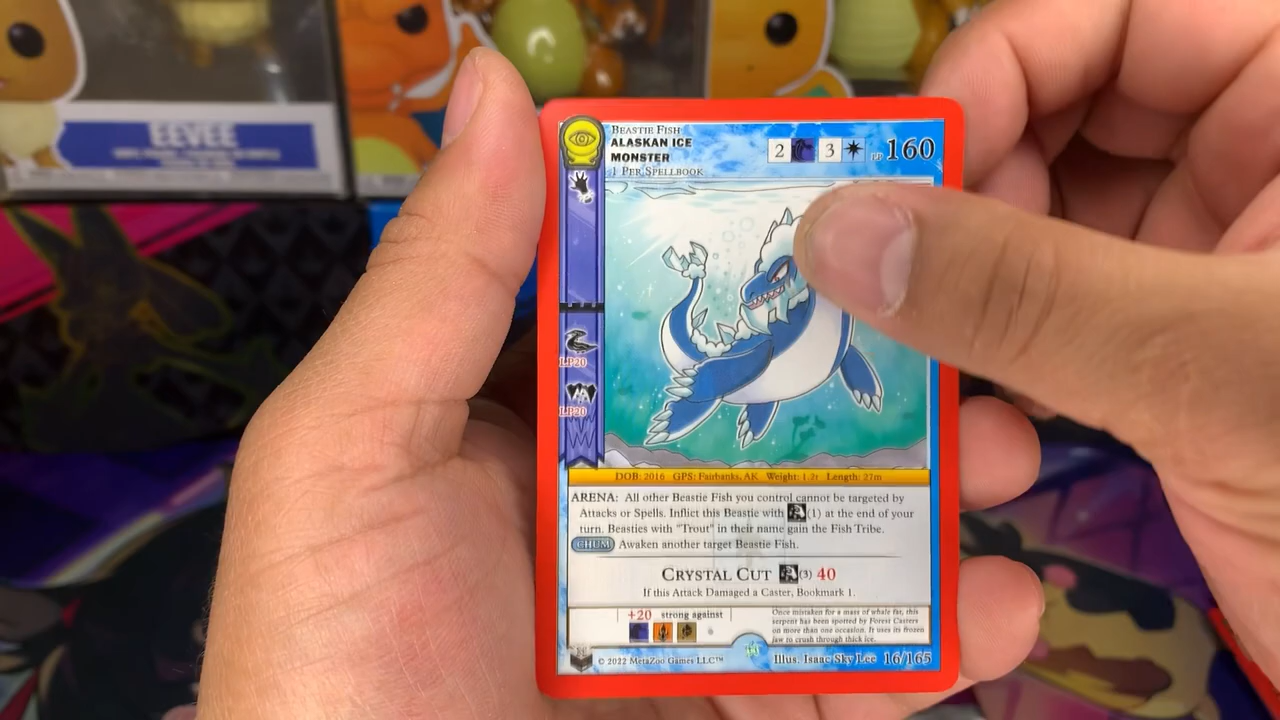 EEVEE
BEASTIE FISH
ALASKAN ICE
MONSTER
1 PER SPELLBOOK
2 3 LP 160
LP20
LP20
DOB: 2016 GPS: Fairbanks, AK Weight: 1.2T Length: 27m
ARENA: All other Beastie Fish you control cannot be targeted by
Attacks or Spells. Inflict this Beastie with (1) at the end of your
turn. Beasties with "Trout" in their name gain the Fish Tribe.
CHUM Awaken another target Beastie Fish.
CRYSTAL CUT (3) 40
If this Attack Damaged a Caster, Bookmark 1.
+20 strong against
Once mistaken for a mass of whale fat, this
serpent has been spotted by Forest Casters
on more than one occasion. It uses its frozen
jaw to crush through thick ice.
© 2022 MetaZoo Games LLC™ Illus. Isaac Sky Lee 16/165